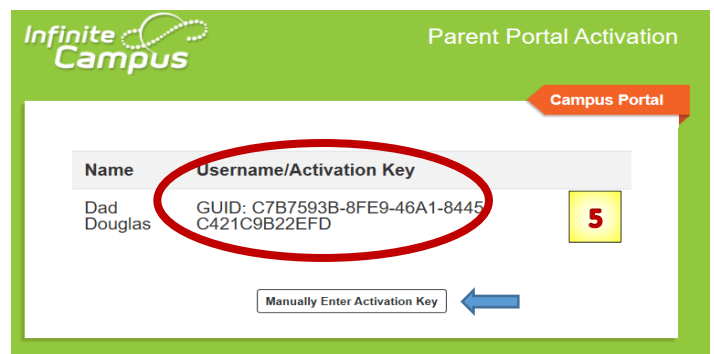 Infinite
Campus
Parent Portal Activation
Campus Portal
Name Username/Activation Key
Dad GUID: C7B7593B-8FE9-46A1-8445
Douglas C421C9B22EFD
5
Manually Enter Activation Key